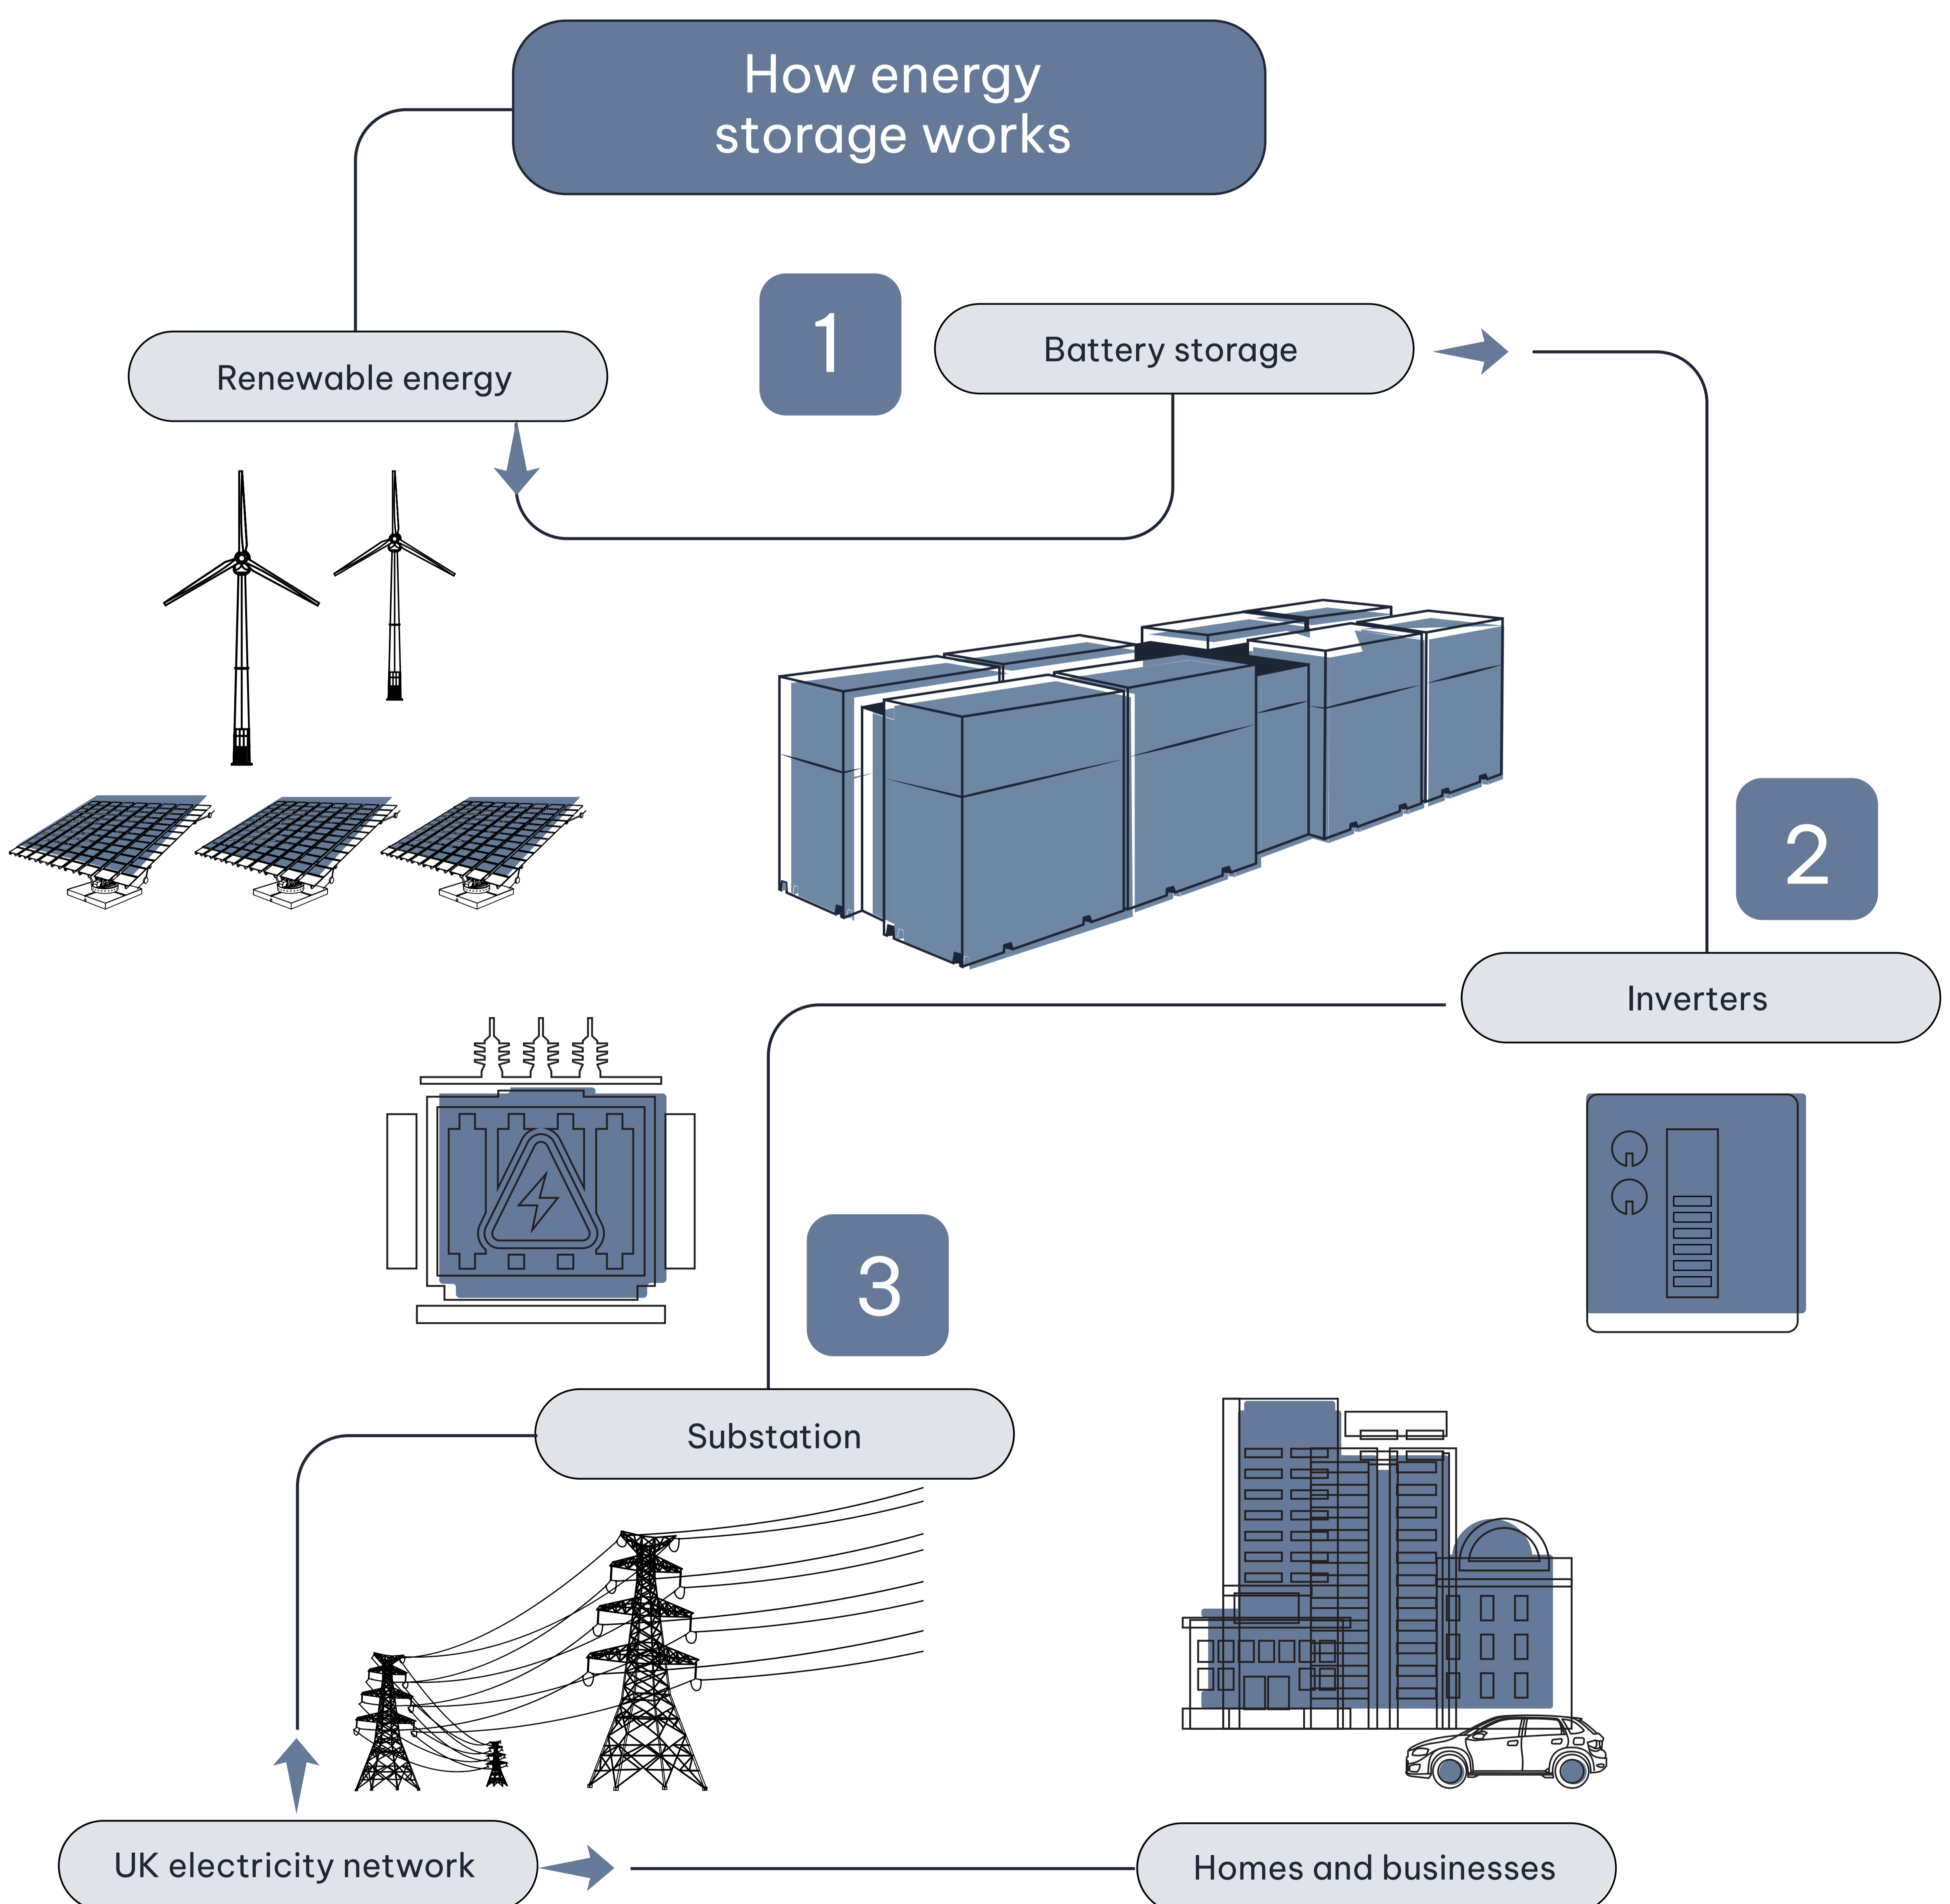 How energy
storage works
Renewable energy
1
Battery storage
2
Inverters
3
Substation
UK electricity network
Homes and businesses